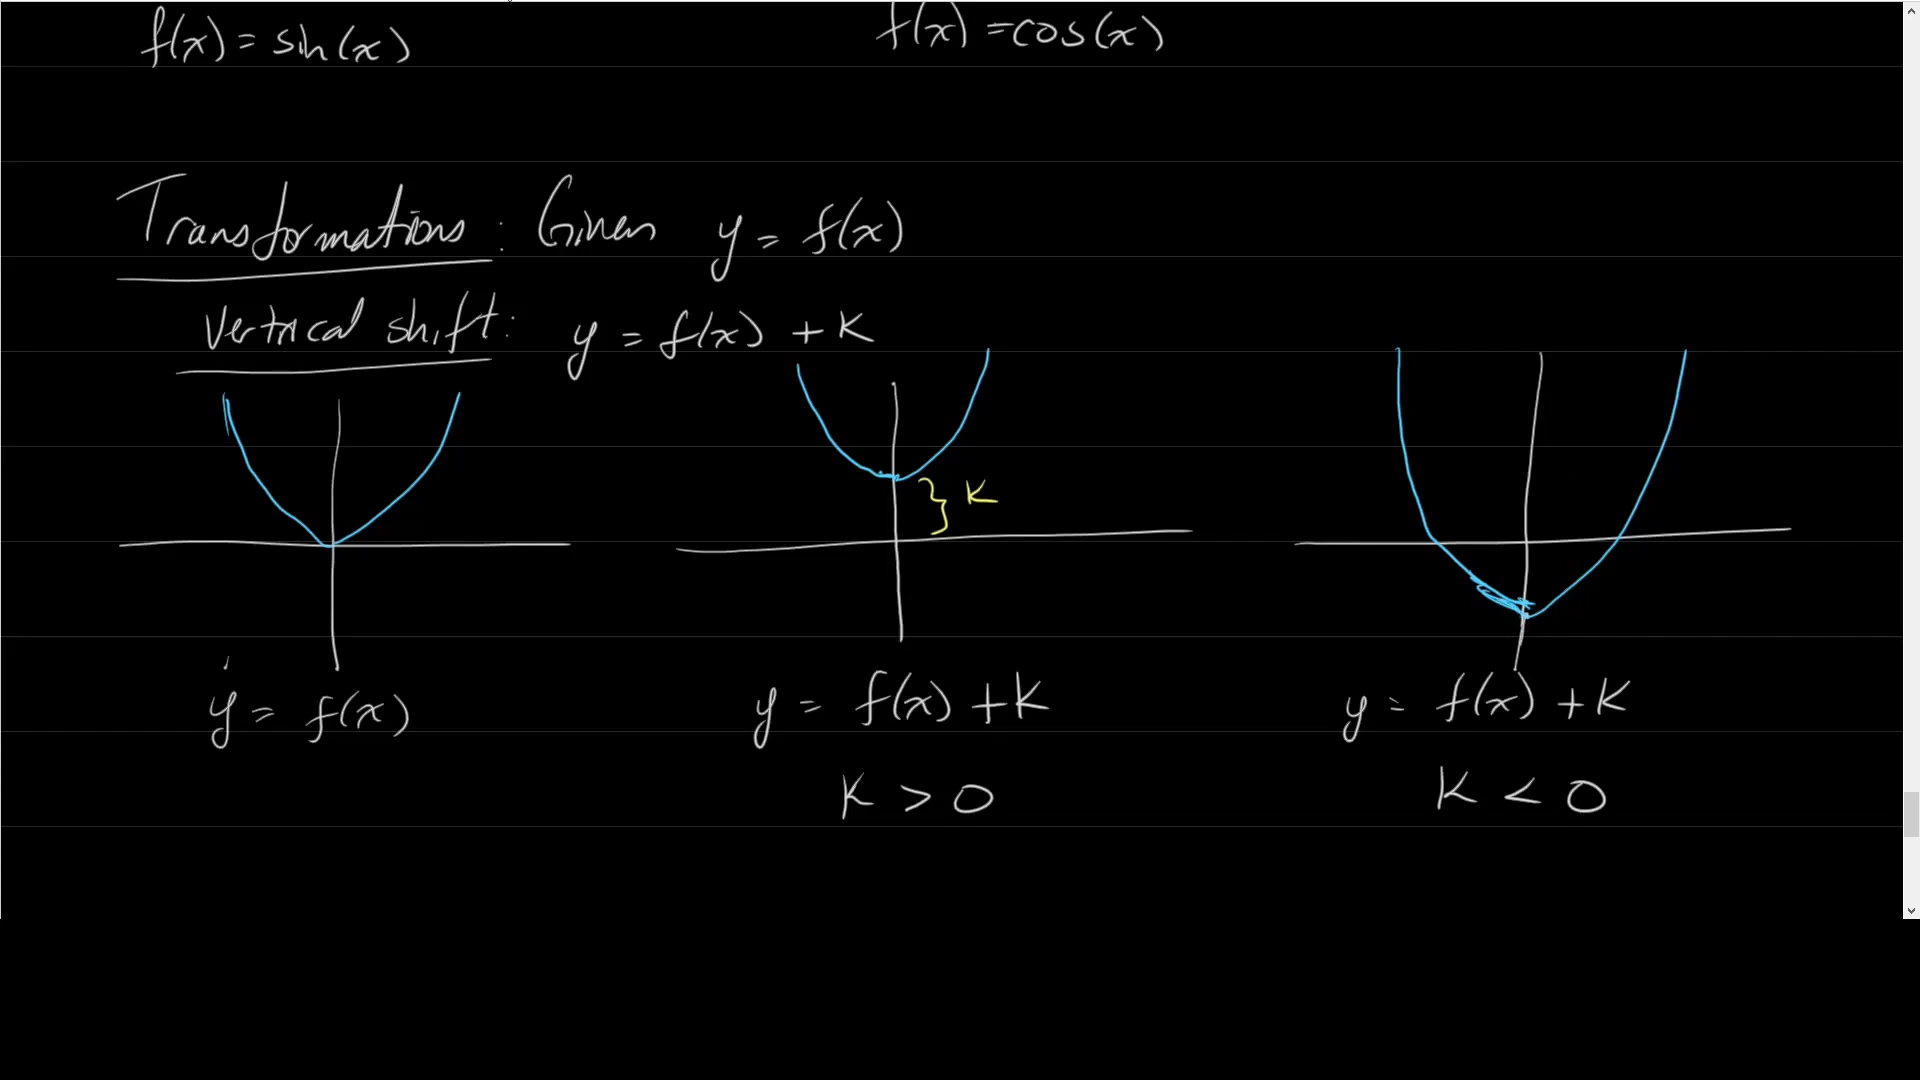 f(x) = sin(x)
f(x) = cos(x)
Transformations: Given y = f(x)
Vertical shift: y = f(x) + K
} K
y = f(x)
y = f(x) + K
y = f(x) + K
K > 0
K < 0